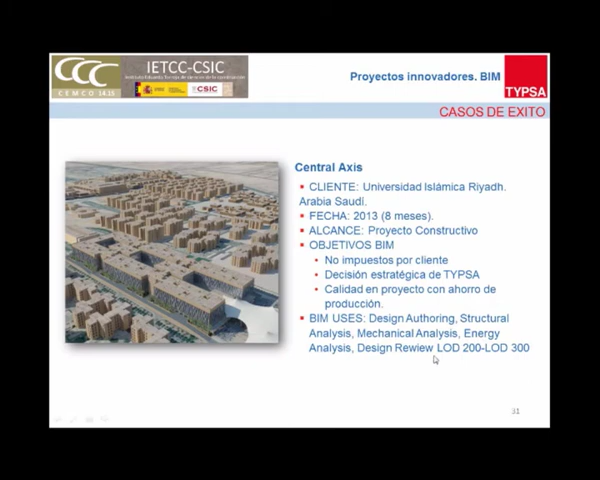 CCC
CEMCO-14.15
IETCC-CSIC
CSIC
Proyectos innovadores. BIM
TYPSA
CASOS DE EXITO
Central Axis
CLIENTE: Universidad Islámica Riyadh.
Arabia Saudí.
FECHA: 2013 (8 meses).
ALCANCE: Proyecto Constructivo
OBJETIVOS BIM
No impuestos por cliente
Decisión estratégica de TYPSA
Calidad en proyecto con ahorro de
producción.
BIM USES: Design Authoring, Structural
Analysis, Mechanical Analysis, Energy
Analysis, Design Rewiew LOD 200-LOD 300
31